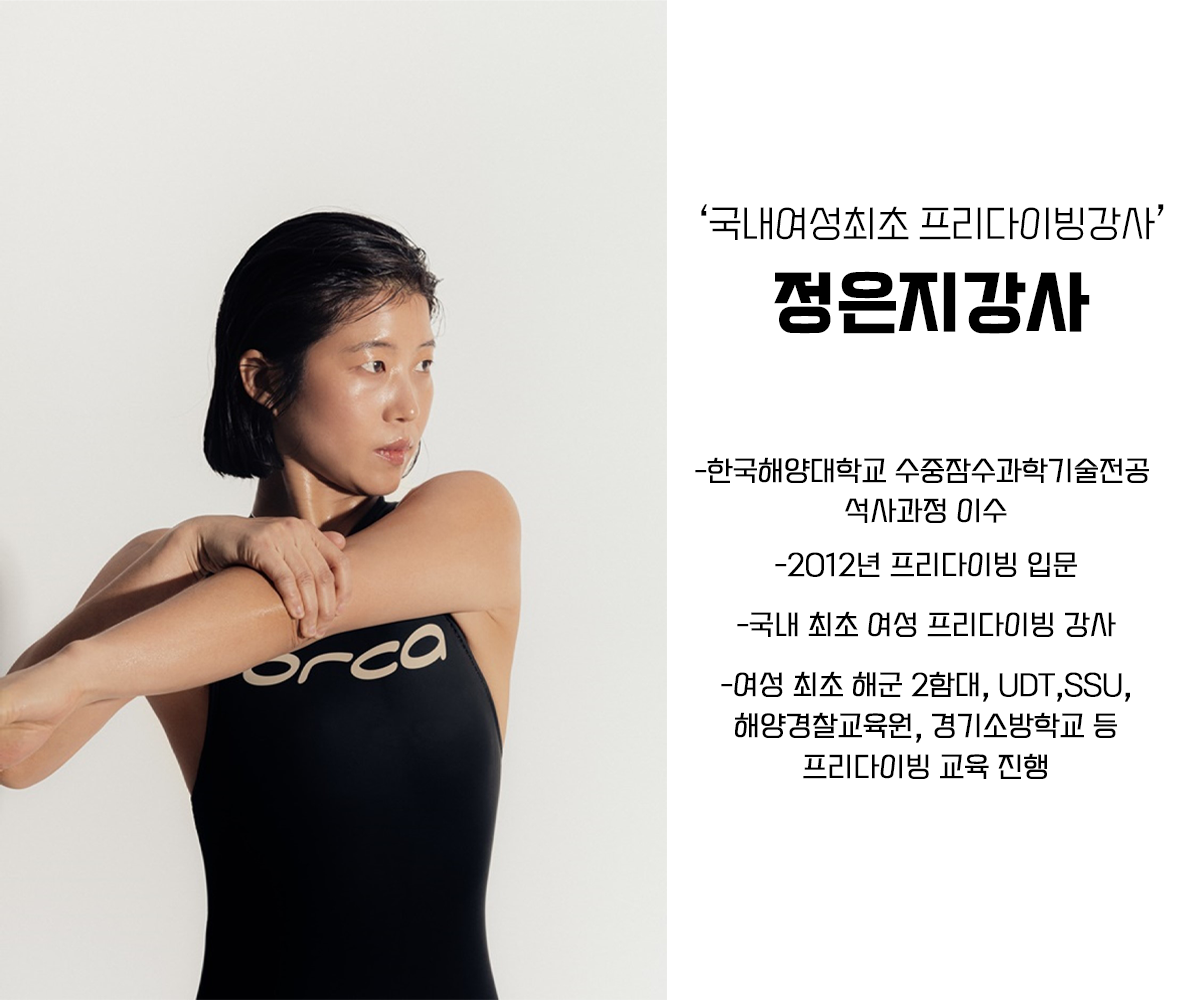 orca
‘국내여성최초 프리다이빙강사’
정은지강사
-한국해양대학교 수중잠수과학기술전공
석사과정 이수
-2012년 프리다이빙 입문
-국내 최초 여성 프리다이빙 강사
-여성 최초 해군 2함대, UDT,SSU,
해양경찰교육원, 경기소방학교 등
프리다이빙 교육 진행